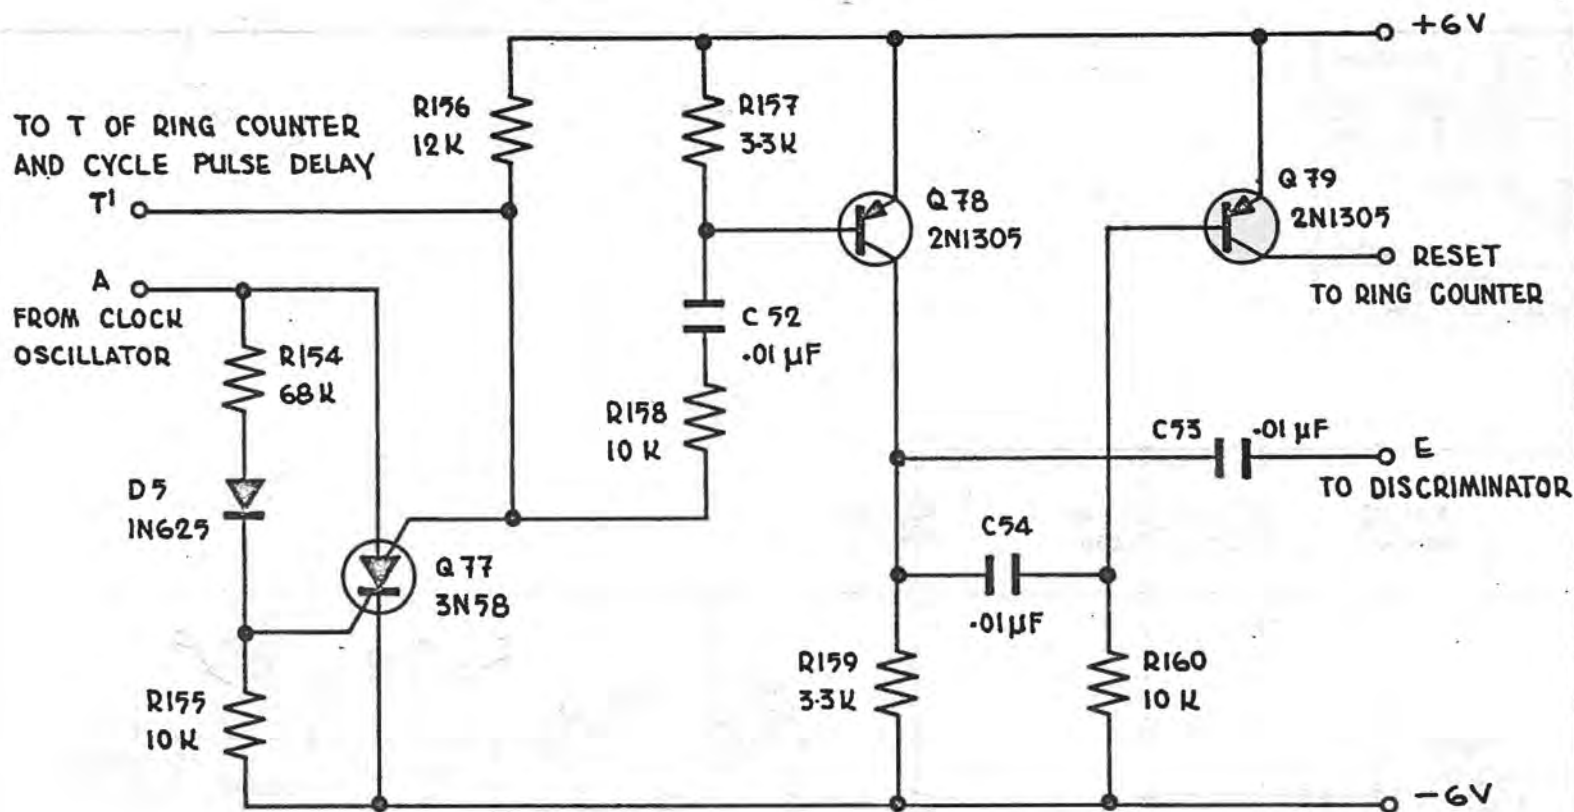 +6V
R156
12K
R157
3.3K
TO T OF RING COUNTER
AND CYCLE PULSE DELAY
T'
Q78
2N1305
Q79
2N1305
A
FROM CLOCK
OSCILLATOR
RESET
TO RING COUNTER
R154
68K
C52
.01µF
R158
10K
C53
.01µF
E
TO DISCRIMINATOR
D5
1N625
Q77
3N58
C54
.01µF
R155
10K
R159
3.3K
R160
10K
-6V